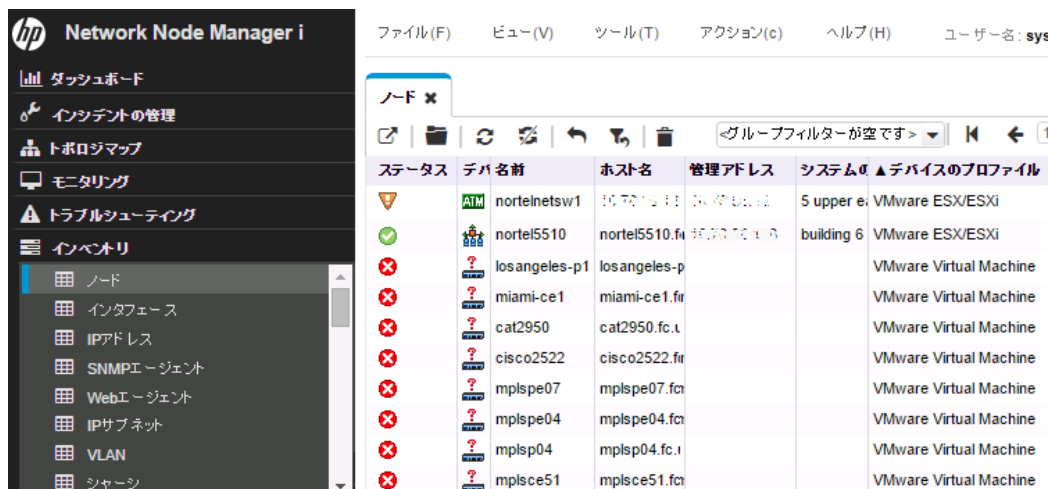 hp Network Node Manager i
ファイル(F) ビュー(V) ツール(T) アクション(c) ヘルプ(H) ユーザー名: sys
ダッシュボード
インシデントの管理
トポロジマップ
モニタリング
トラブルシューティング
インベントリ
ノード
インタフェース
IPアドレス
SNMPエージェント
Webエージェント
IPサブネット
VLAN
シャーシ
ノード
<グループフィルターが空です>
ステータス デバ 名前 ホスト名 管理アドレス システムの ▲デバイスのプロファイル
ATM nortelnetsw1 5 upper ea VMware ESX/ESXi
nortel5510 nortel5510.fc building 6 VMware ESX/ESXi
losangeles-p1 losangeles-p VMware Virtual Machine
miami-ce1 miami-ce1.fm VMware Virtual Machine
cat2950 cat2950.fc.u VMware Virtual Machine
cisco2522 cisco2522.fm VMware Virtual Machine
mplspe07 mplspe07.fcm VMware Virtual Machine
mplspe04 mplspe04.fcm VMware Virtual Machine
mplsp04 mplsp04.fc.u VMware Virtual Machine
mplsce51 mplsce51.fcm VMware Virtual Machine